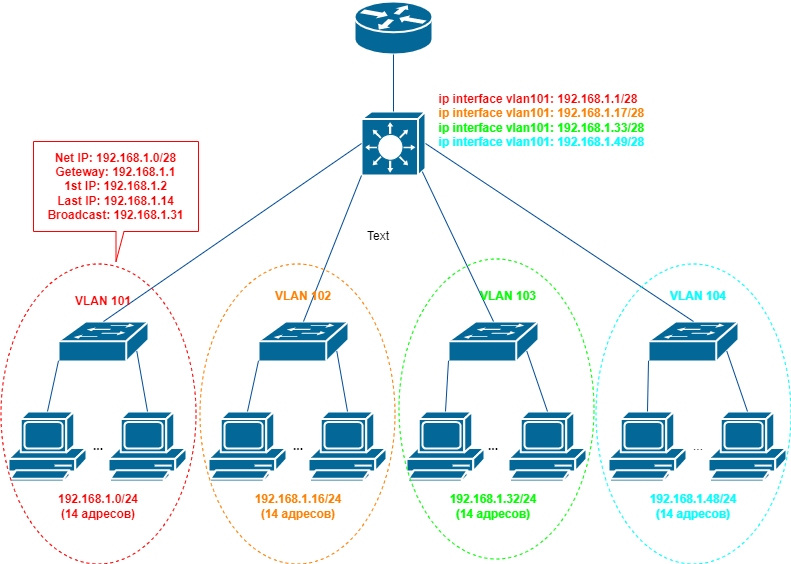 ip interface vlan101: 192.168.1.1/28
ip interface vlan101: 192.168.1.17/28
ip interface vlan101: 192.168.1.33/28
ip interface vlan101: 192.168.1.49/28
Net IP: 192.168.1.0/28
Geteway: 192.168.1.1
1st IP: 192.168.1.2
Last IP: 192.168.1.14
Broadcast: 192.168.1.31
Text
VLAN 101
VLAN 102
VLAN 103
VLAN 104
...
...
...
...
192.168.1.0/24
(14 адресов)
192.168.1.16/24
(14 адресов)
192.168.1.32/24
(14 адресов)
192.168.1.48/24
(14 адресов)